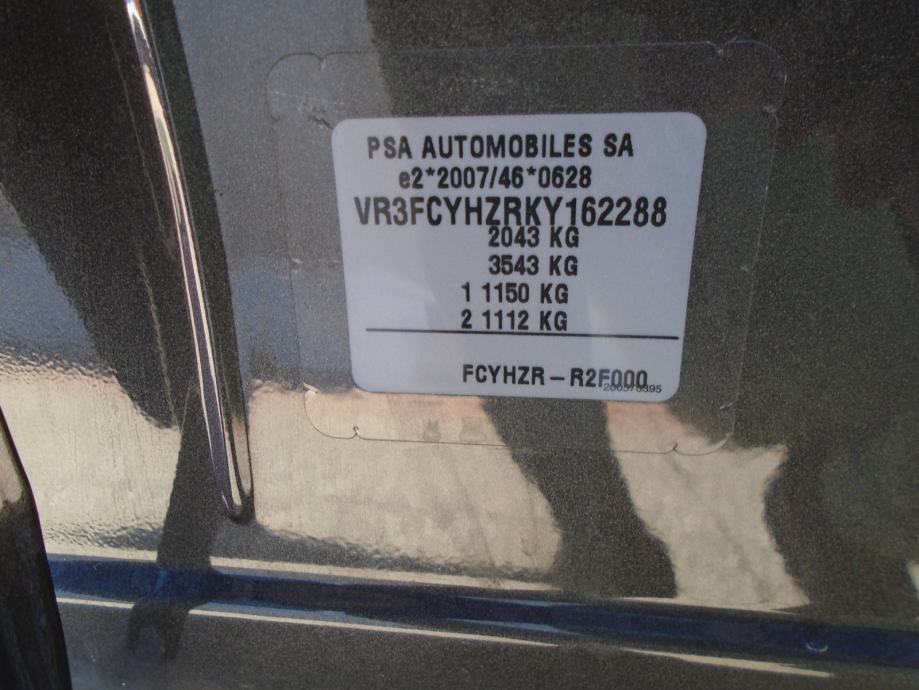 PSA AUTOMOBILES SA
e2*2007/46*0628
VR3FCYHZRKY162288
2043 KG
3543 KG
1 1150 KG
2 1112 KG
FCYHZR-R2F000